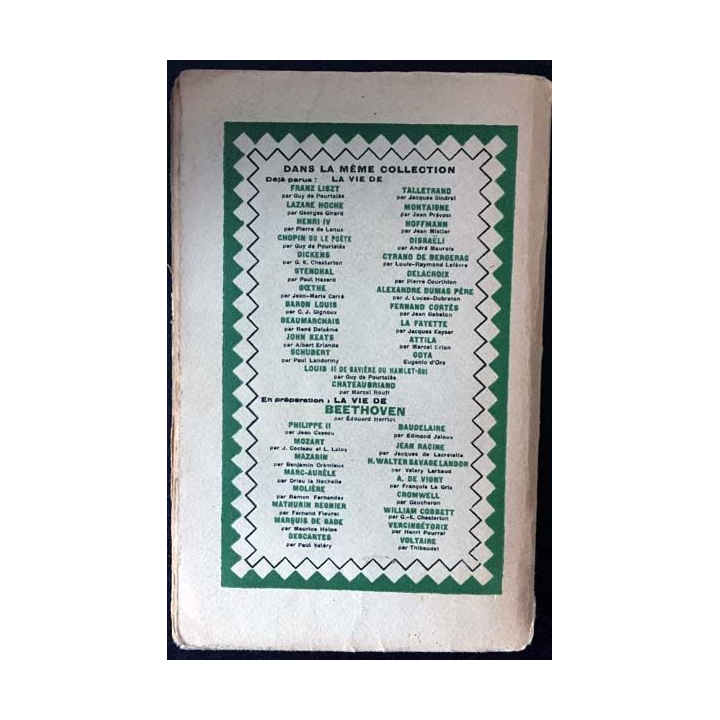 DANS LA MÊME COLLECTION
Déjà parus : LA VIE DE
FRANZ LISZT
par Guy de Pourtalès
LAZARE HOCHE
par Georges Girard
HENRI IV
par Pierre de Lanux
CHOPIN OU LE POÈTE
par Guy de Pourtalès
DICKENS
par G. K. Chesterton
STENDHAL
par Paul Hazard
GŒTHE
par Jean-Marie Carré
BARON LOUIS
par C. J. Gignoux
BEAUMARCHAIS
par René Dalsème
JOHN KEATS
par Albert Erlande
SCHUBERT
par Paul Landormy
TALLEYRAND
par Jacques Sindral
MONTAIGNE
par Jean Prévost
HOFFMANN
par Jean Mistler
DISRAËLI
par André Maurois
CYRANO DE BERGERAC
par Louis-Raymond Lefèvre
DELACROIX
par Pierre Courthion
ALEXANDRE DUMAS PÈRE
par J. Lucas-Dubreton
FERNAND CORTÈS
par Jean Babelon
LA FAYETTE
par Jacques Kayser
ATTILA
par Marcel Brion
GOYA
Eugenio d'Ors
LOUIS II DE BAVIÈRE OU HAMLET-ROI
par Guy de Pourtalès
CHATEAUBRIAND
par Marcel Rouff
En préparation : LA VIE DE
BEETHOVEN
par Édouard Herriot
PHILIPPE II
par Jean Cassou
MOZART
par J. Cocteau et L. Laloy
MAZARIN
par Benjamin Crémieux
MARC-AURÈLE
par Drieu la Rochelle
MOLIÈRE
par Ramon Fernandez
MATHURIN REGNIER
par Fernand Fleuret
MARQUIS DE SADE
par Maurice Heine
DESCARTES
par Paul Valéry
BAUDELAIRE
par Edmond Jaloux
JEAN RACINE
par Jacques de Lacretelle
H. WALTER SAVAGE LANDOR
par Valery Larbaud
A. DE VIGNY
par François Le Grix
CROMWELL
par Gaucheron
WILLIAM COBBETT
par G.-K. Chesterton
VERCINGÉTORIX
par Henri Pourrat
VOLTAIRE
par Thibaudet